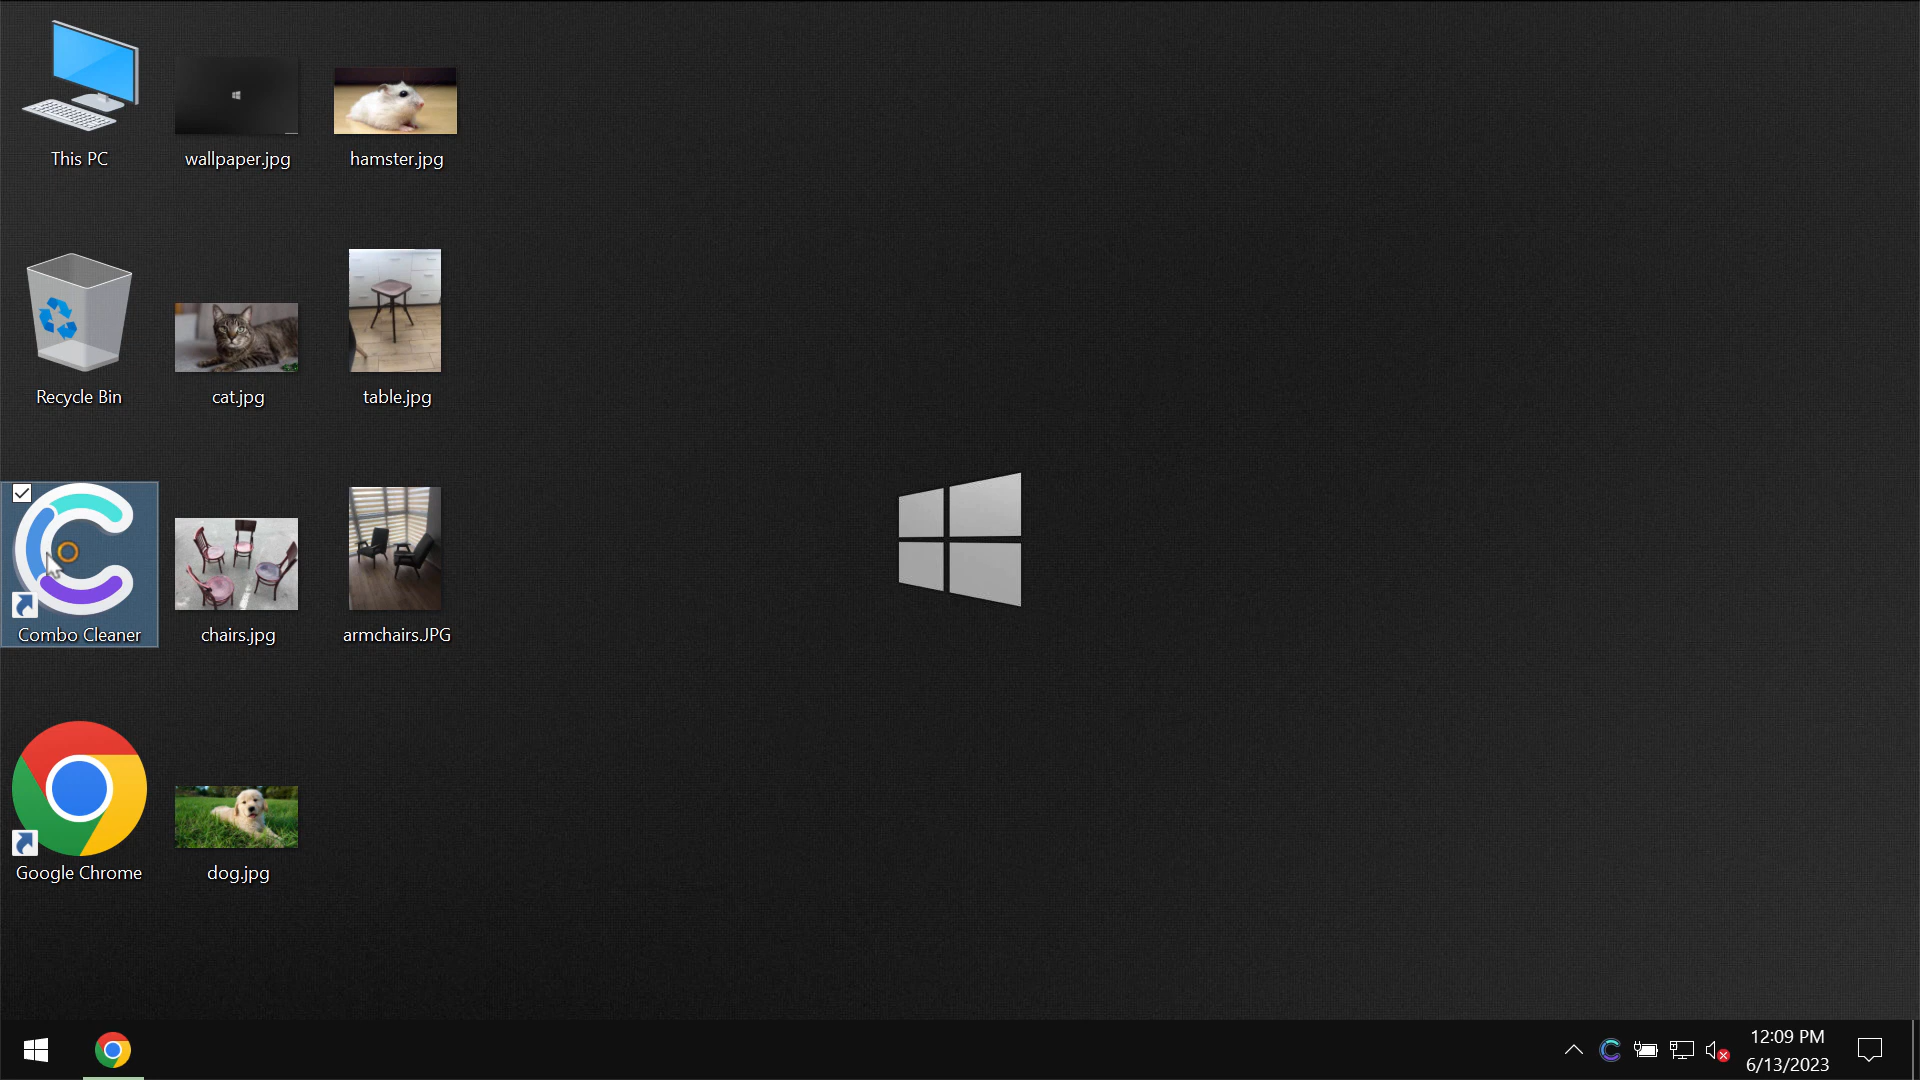 This PC
wallpaper.jpg
hamster.jpg
Recycle Bin
cat.jpg
table.jpg
Combo Cleaner
chairs.jpg
armchairs.JPG
Google Chrome
dog.jpg
12:09 PM
6/13/2023